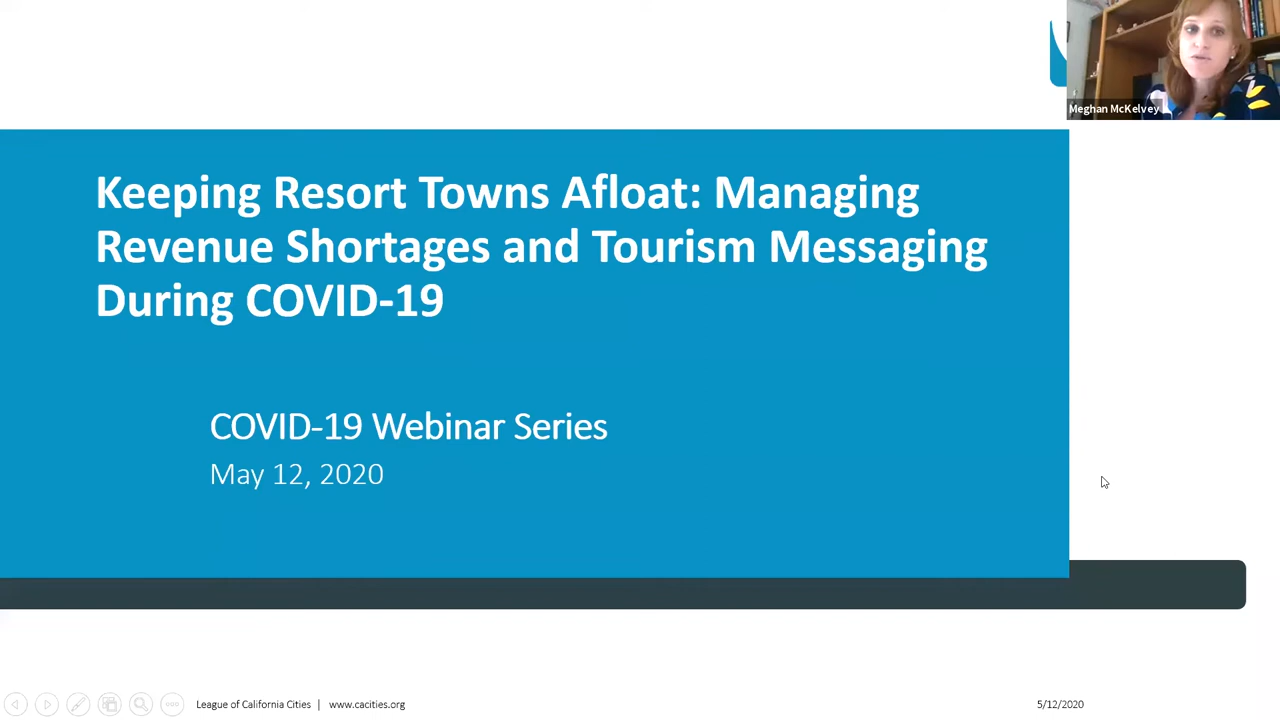 Meghan McKelvey
Keeping Resort Towns Afloat: Managing
Revenue Shortages and Tourism Messaging
During COVID-19
COVID-19 Webinar Series
May 12, 2020
League of California Cities | www.cacities.org
5/12/2020